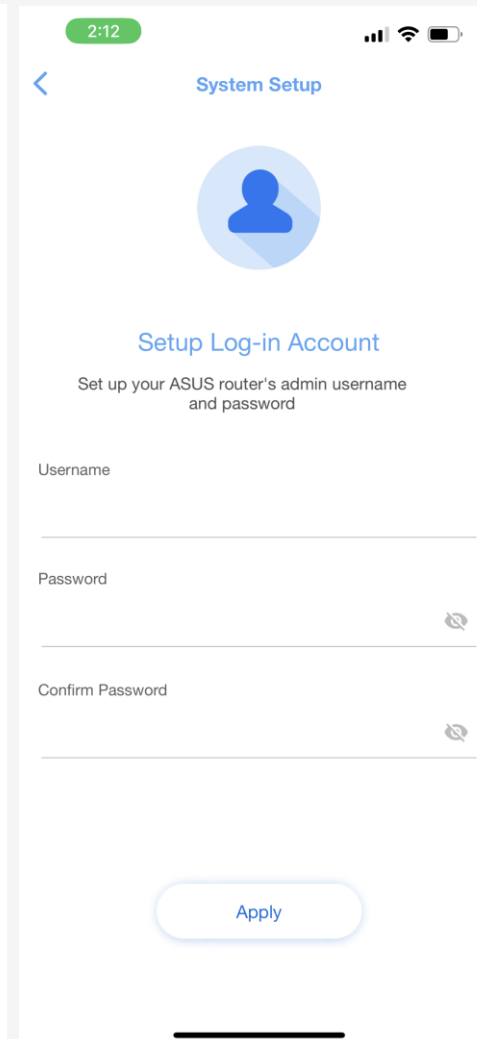 2:12
System Setup
Setup Log-in Account
Set up your ASUS router's admin username
and password
Username
Password
Confirm Password
Apply